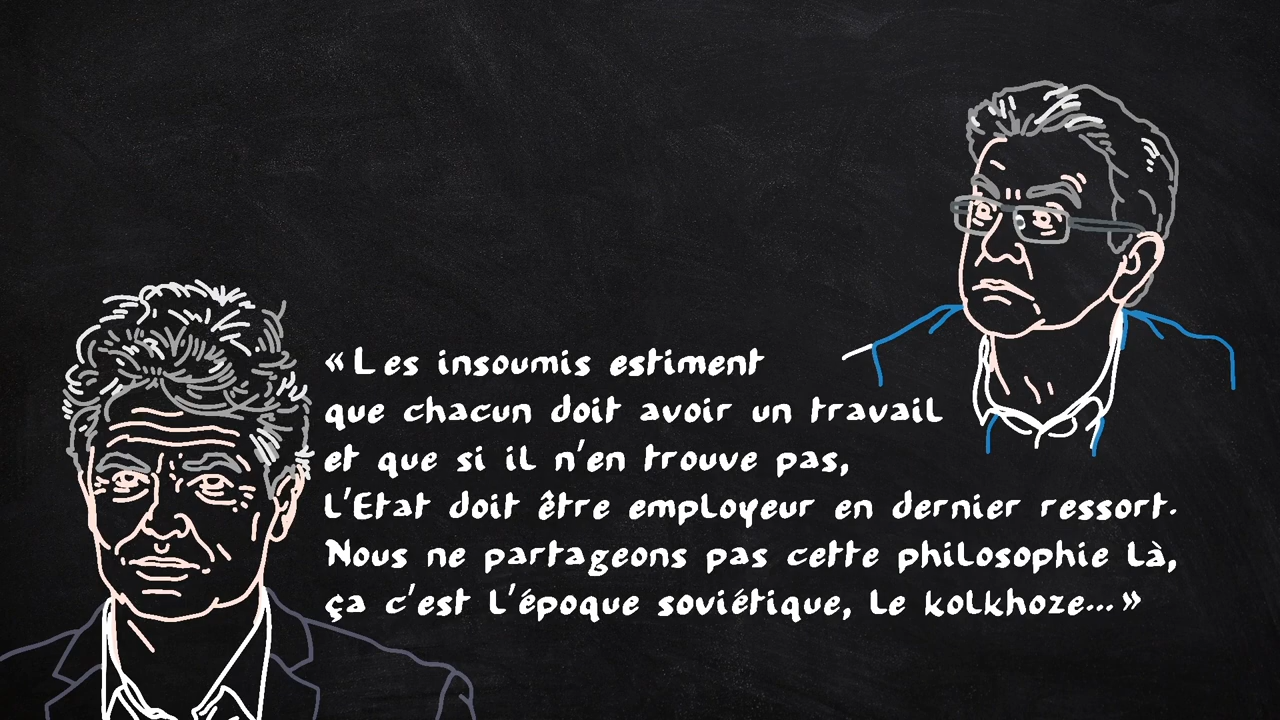 «Les insoumis estiment
que chacun doit avoir un travail
et que si il n'en trouve pas,
L'Etat doit être employeur en dernier ressort.
Nous ne partageons pas cette philosophie là,
ça c'est l'époque soviétique, le kolkhoze...»